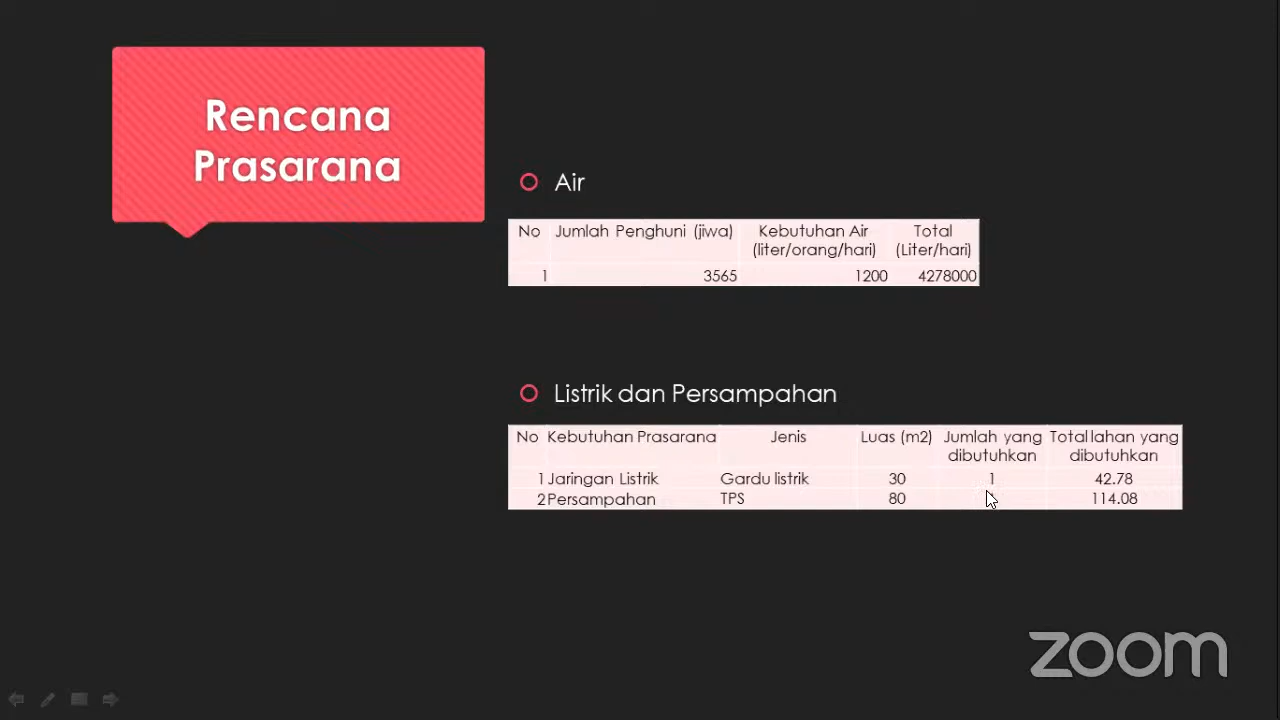 Rencana
Prasarana
Air
No Jumlah Penghuni (jiwa) Kebutuhan Air Total
(liter/orang/hari) (Liter/hari)
1 3565 1200 4278000
Listrik dan Persampahan
No Kebutuhan Prasarana Jenis Luas (m2) Jumlah yang Total lahan yang
dibutuhkan dibutuhkan
1 Jaringan Listrik Gardu listrik 30 1 42.78
2 Persampahan TPS 80 114.08
zoom